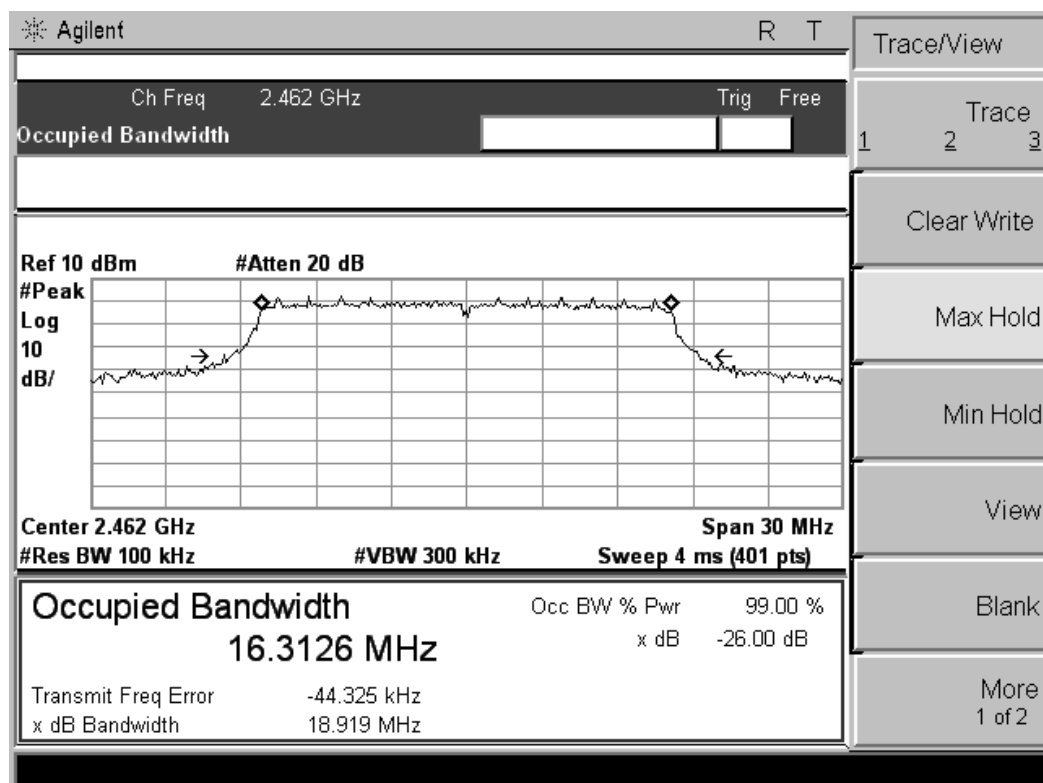 Agilent R T
Trace/View
Ch Freq 2.462 GHz Trig Free
Occupied Bandwidth
Trace
1 2 3
Clear Write
Ref 10 dBm #Atten 20 dB
#Peak
Log
10
dB/
Max Hold
Min Hold
Center 2.462 GHz Span 30 MHz
#Res BW 100 kHz #VBW 300 kHz Sweep 4 ms (401 pts)
View
Occupied Bandwidth
16.3126 MHz
Occ BW % Pwr 99.00 %
x dB -26.00 dB
Transmit Freq Error -44.325 kHz
x dB Bandwidth 18.919 MHz
Blank
More
1 of 2